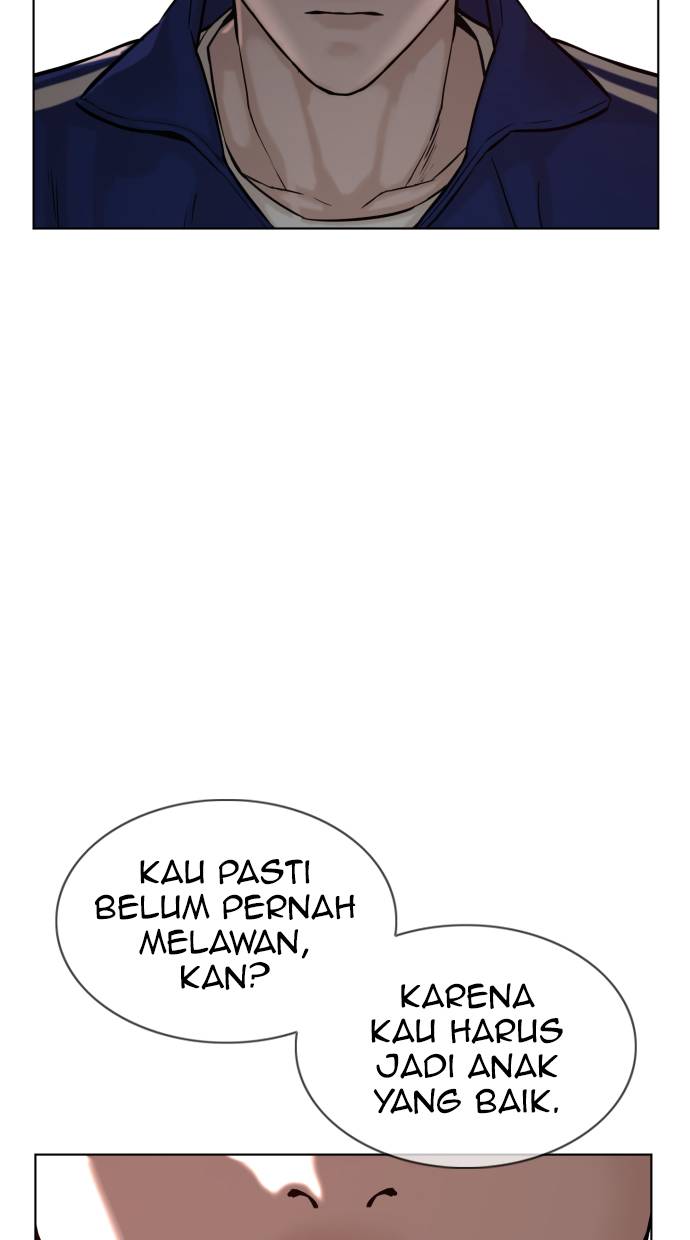 KAU PASTI
BELUM PERNAH
MELAWAN,
KAN?
KARENA
KAU HARUS
JADI ANAK
YANG BAIK.